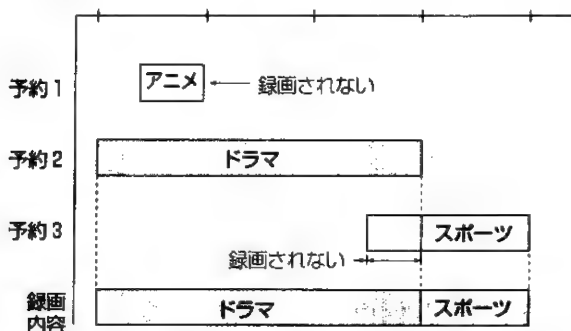 予約1
アニメ
録画されない
予約2
ドラマ
予約3
スポーツ
録画されない
録画
内容
ドラマ
スポーツ